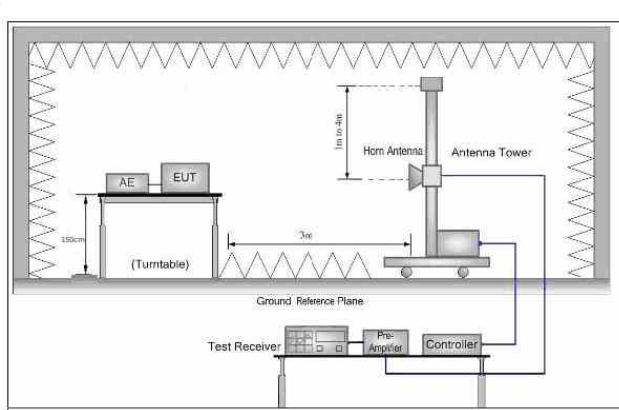 1m to 4m
Horn Antenna
Antenna Tower
AE
EUT
150cm
(Turntable)
3m
Ground Reference Plane
Test Receiver
Pre-
Amplifier
Controller